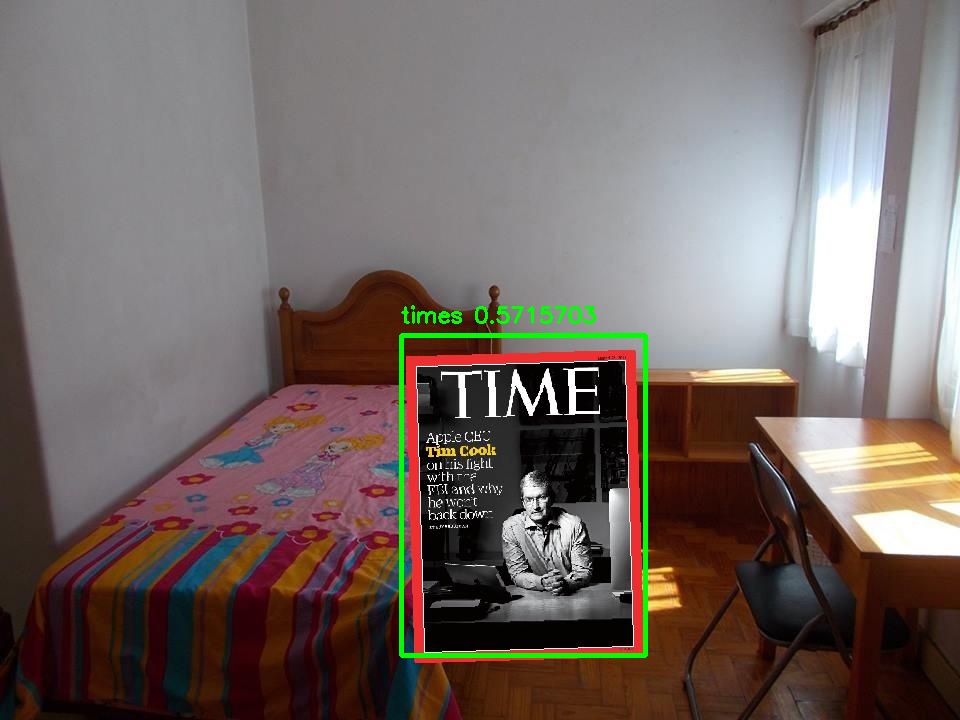 times 0.5715703
TIME
Apple CEO
Tim Cook
on his fight
with the
FBI and why
he won't
back down